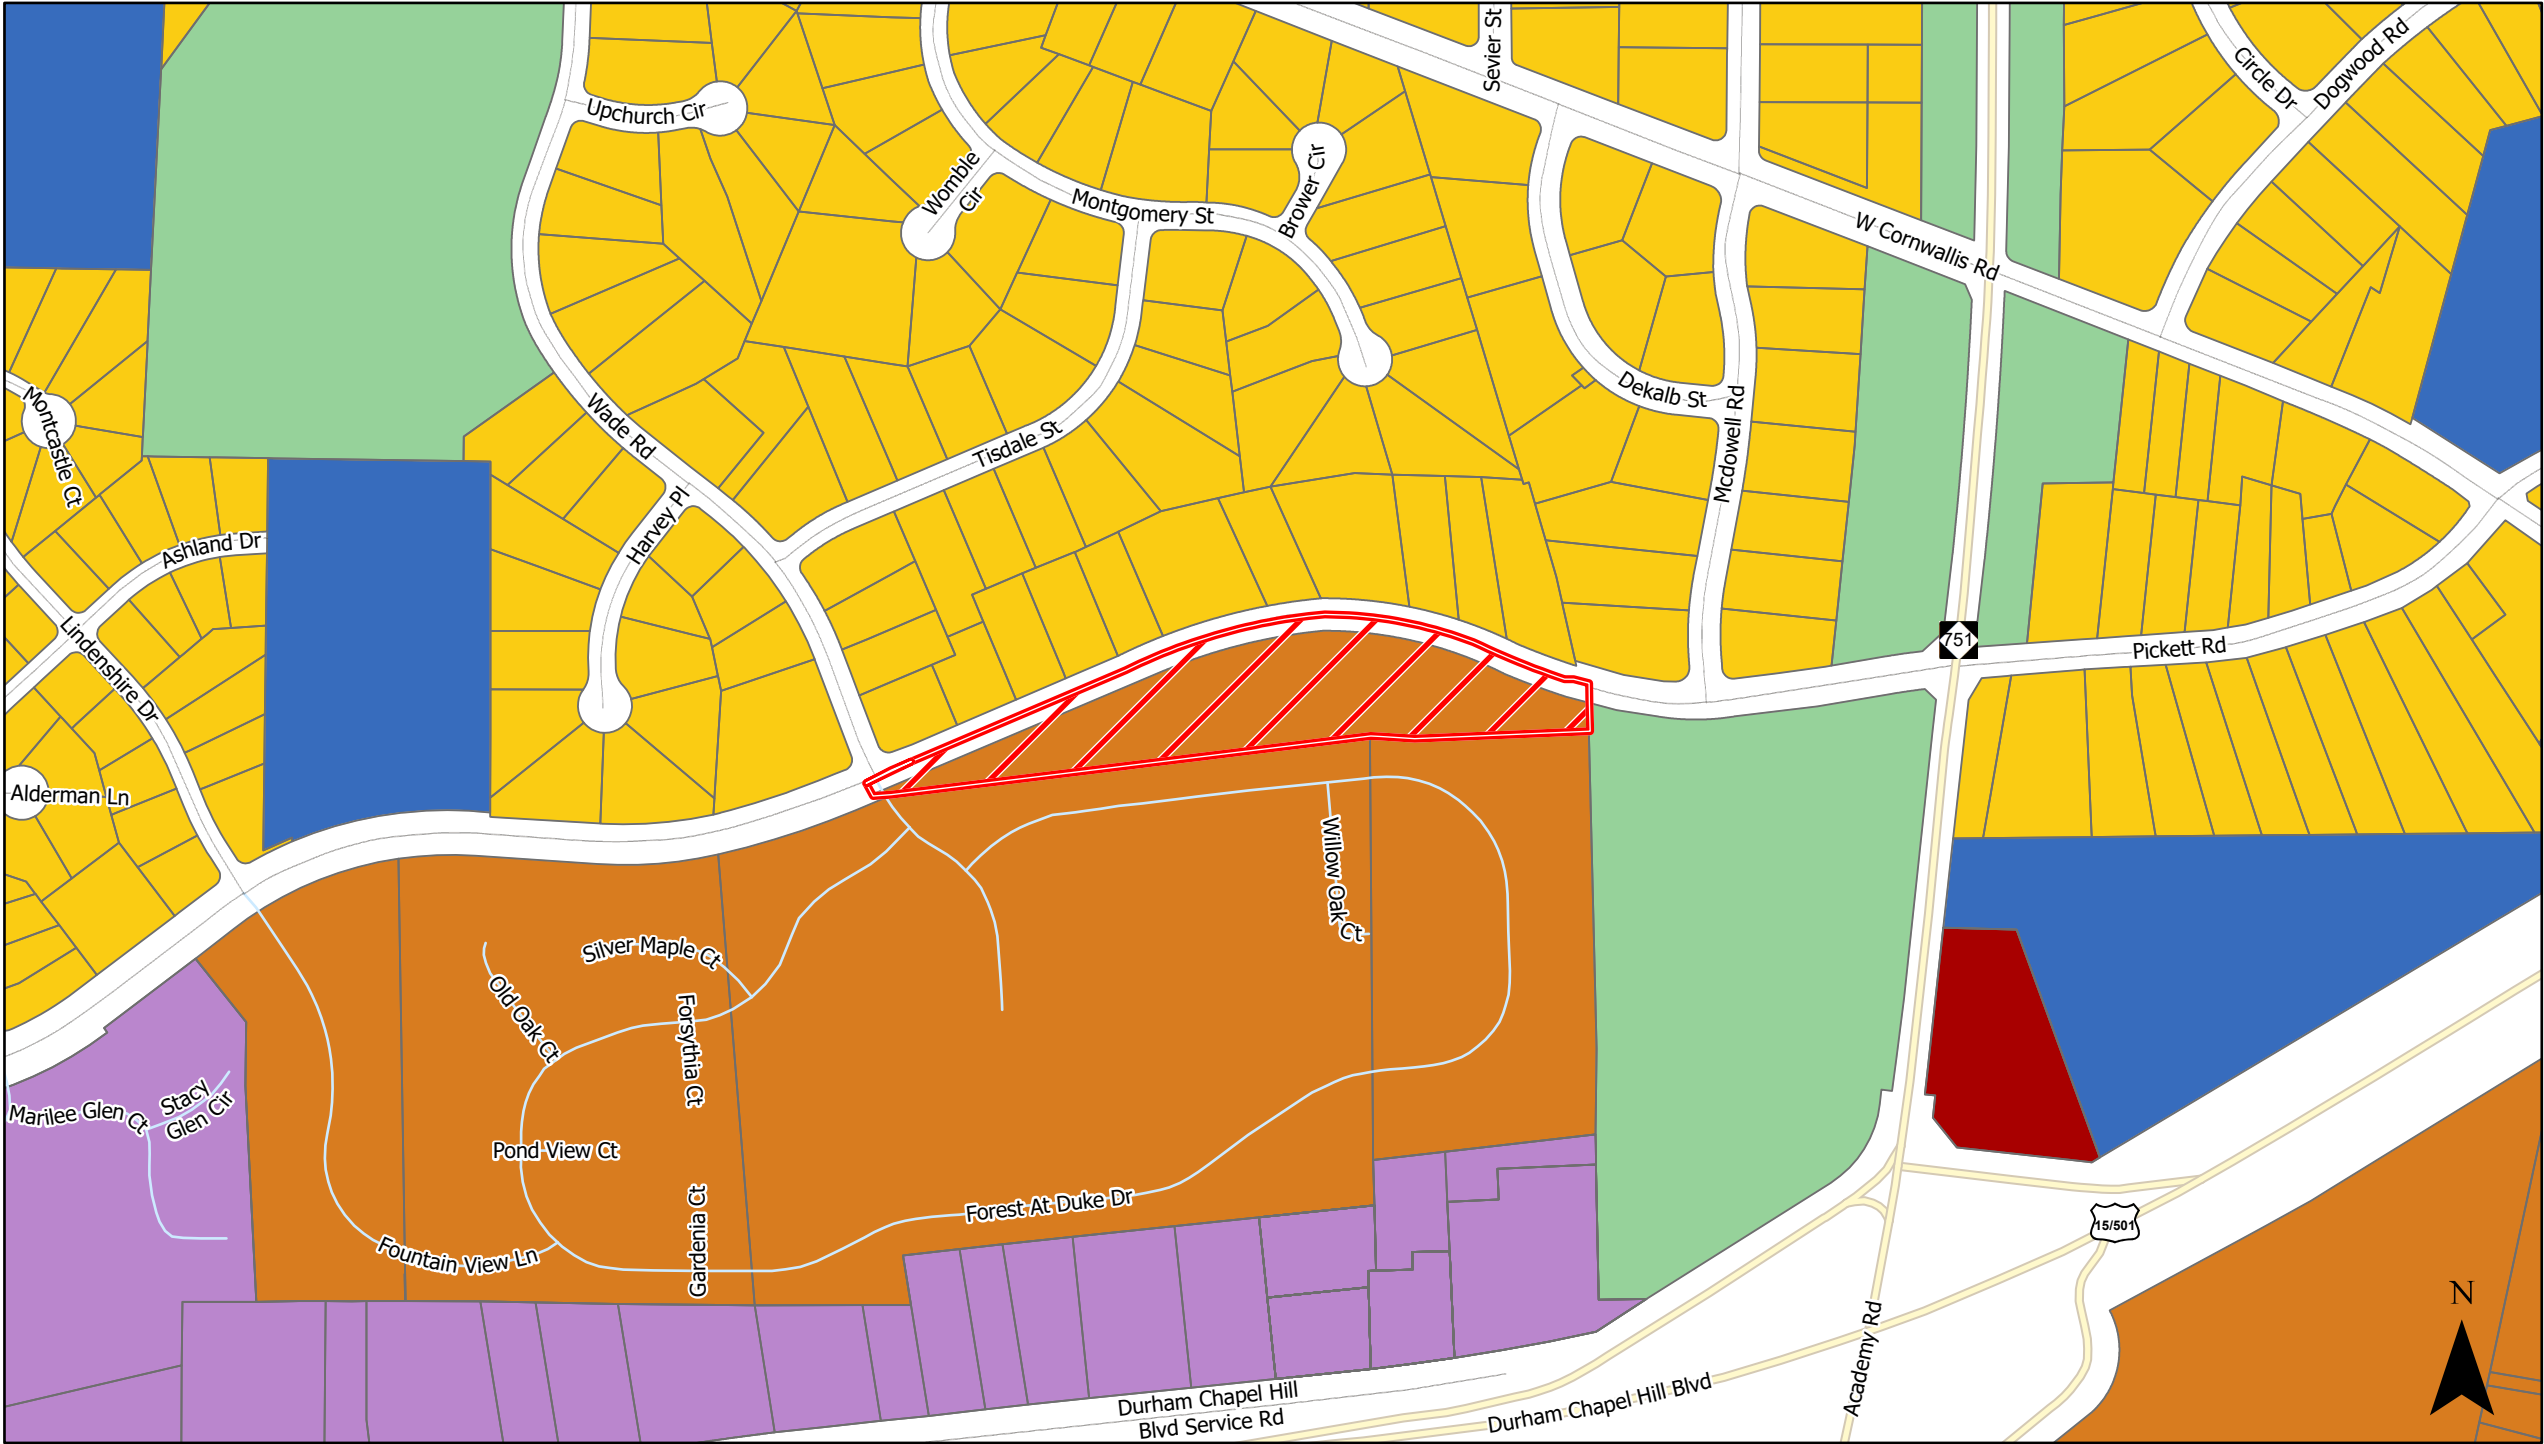 Sevier St
Circle Dr
Dogwood Rd
Upchurch Cir
Womble
Cir
Brower Cir
Montgomery St
W Cornwallis Rd
Montcastle Ct
Wade Rd
Dekalb St
Mcdowell Rd
Tisdale St
Harvey Pl
Ashland Dr
Lindenshire Dr
751
Pickett Rd
Alderman Ln
Willow Oak
Ct
Silver Maple Ct
Old Oak Ct
Forsythia Ct
Marilee Glen Ct
Stacy
Glen Cir
Pond View Ct
Forest At Duke Dr
Gardenia Ct
Fountain View Ln
15/501
N
Academy Rd
Durham Chapel Hill
Blvd Service Rd
Durham Chapel Hill Blvd